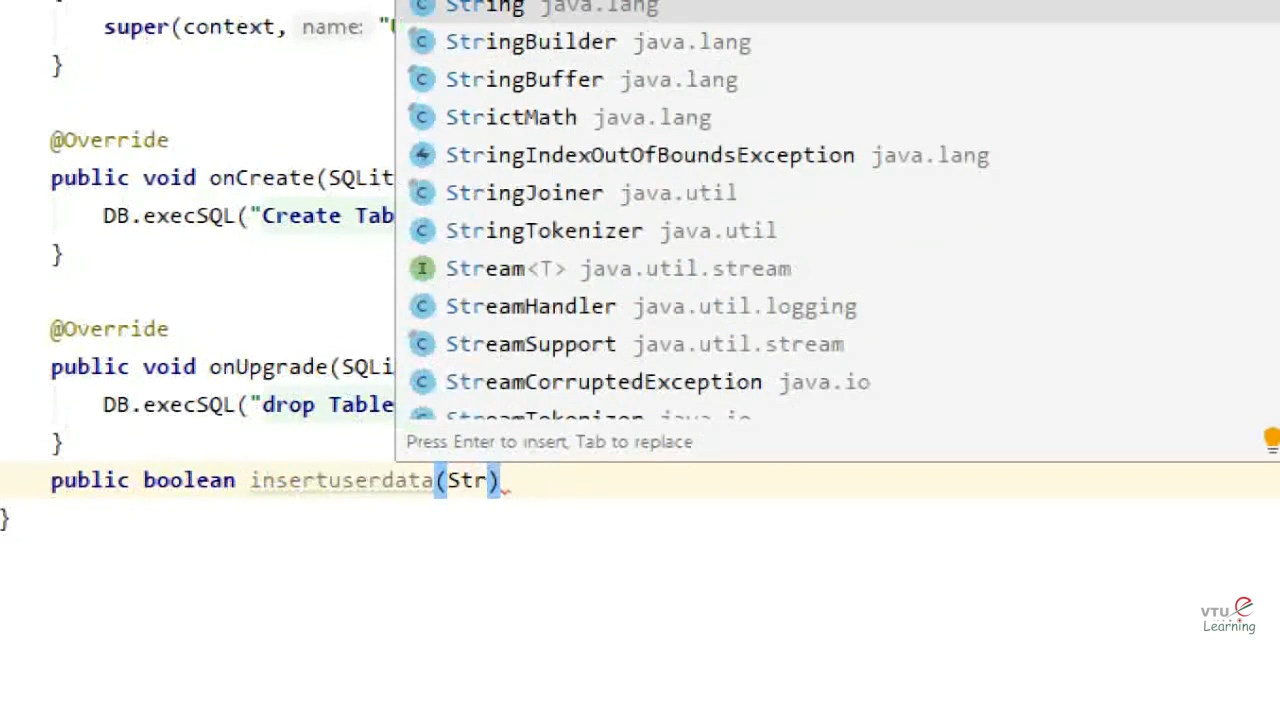 String java.lang
super(context, name: "U
StringBuilder java.lang
}
StringBuffer java.lang
StrictMath java.lang
@Override
StringIndexOutOfBoundsException java.lang
public void onCreate(SQLit
StringJoiner java.util
DB.execSQL("Create Tab
StringTokenizer java.util
}
Stream<T> java.util.stream
StreamHandler java.util.logging
@Override
StreamSupport java.util.stream
public void onUpgrade(SQLi
StreamCorruptedException java.io
DB.execSQL("drop Table
StreamTokenizer java.io
}
Press Enter to insert, Tab to replace
public boolean insertuserdata(Str)
}
VTU e
Learning